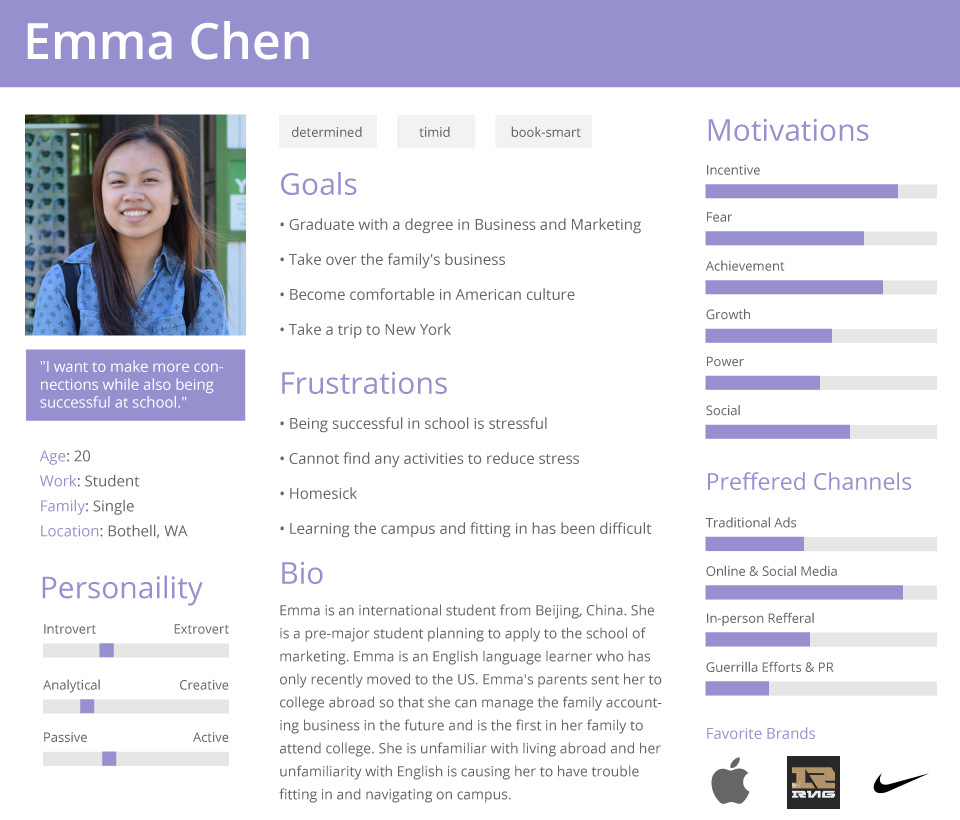 Emma Chen
"I want to make more con-
nections while also being
successful at school."
Age: 20
Work: Student
Family: Single
Location: Bothell, WA
Personaility
Introvert Extrovert
Analytical Creative
Passive Active
determined timid book-smart
Goals
• Graduate with a degree in Business and Marketing
• Take over the family's business
• Become comfortable in American culture
• Take a trip to New York
Frustrations
• Being successful in school is stressful
• Cannot find any activities to reduce stress
• Homesick
• Learning the campus and fitting in has been difficult
Bio
Emma is an international student from Beijing, China. She
is a pre-major student planning to apply to the school of
marketing. Emma is an English language learner who has
only recently moved to the US. Emma's parents sent her to
college abroad so that she can manage the family account-
ing business in the future and is the first in her family to
attend college. She is unfamiliar with living abroad and her
unfamiliarity with English is causing her to have trouble
fitting in and navigating on campus.
Motivations
Incentive
Fear
Achievement
Growth
Power
Social
Preffered Channels
Traditional Ads
Online & Social Media
In-person Refferal
Guerrilla Efforts & PR
Favorite Brands
RNG